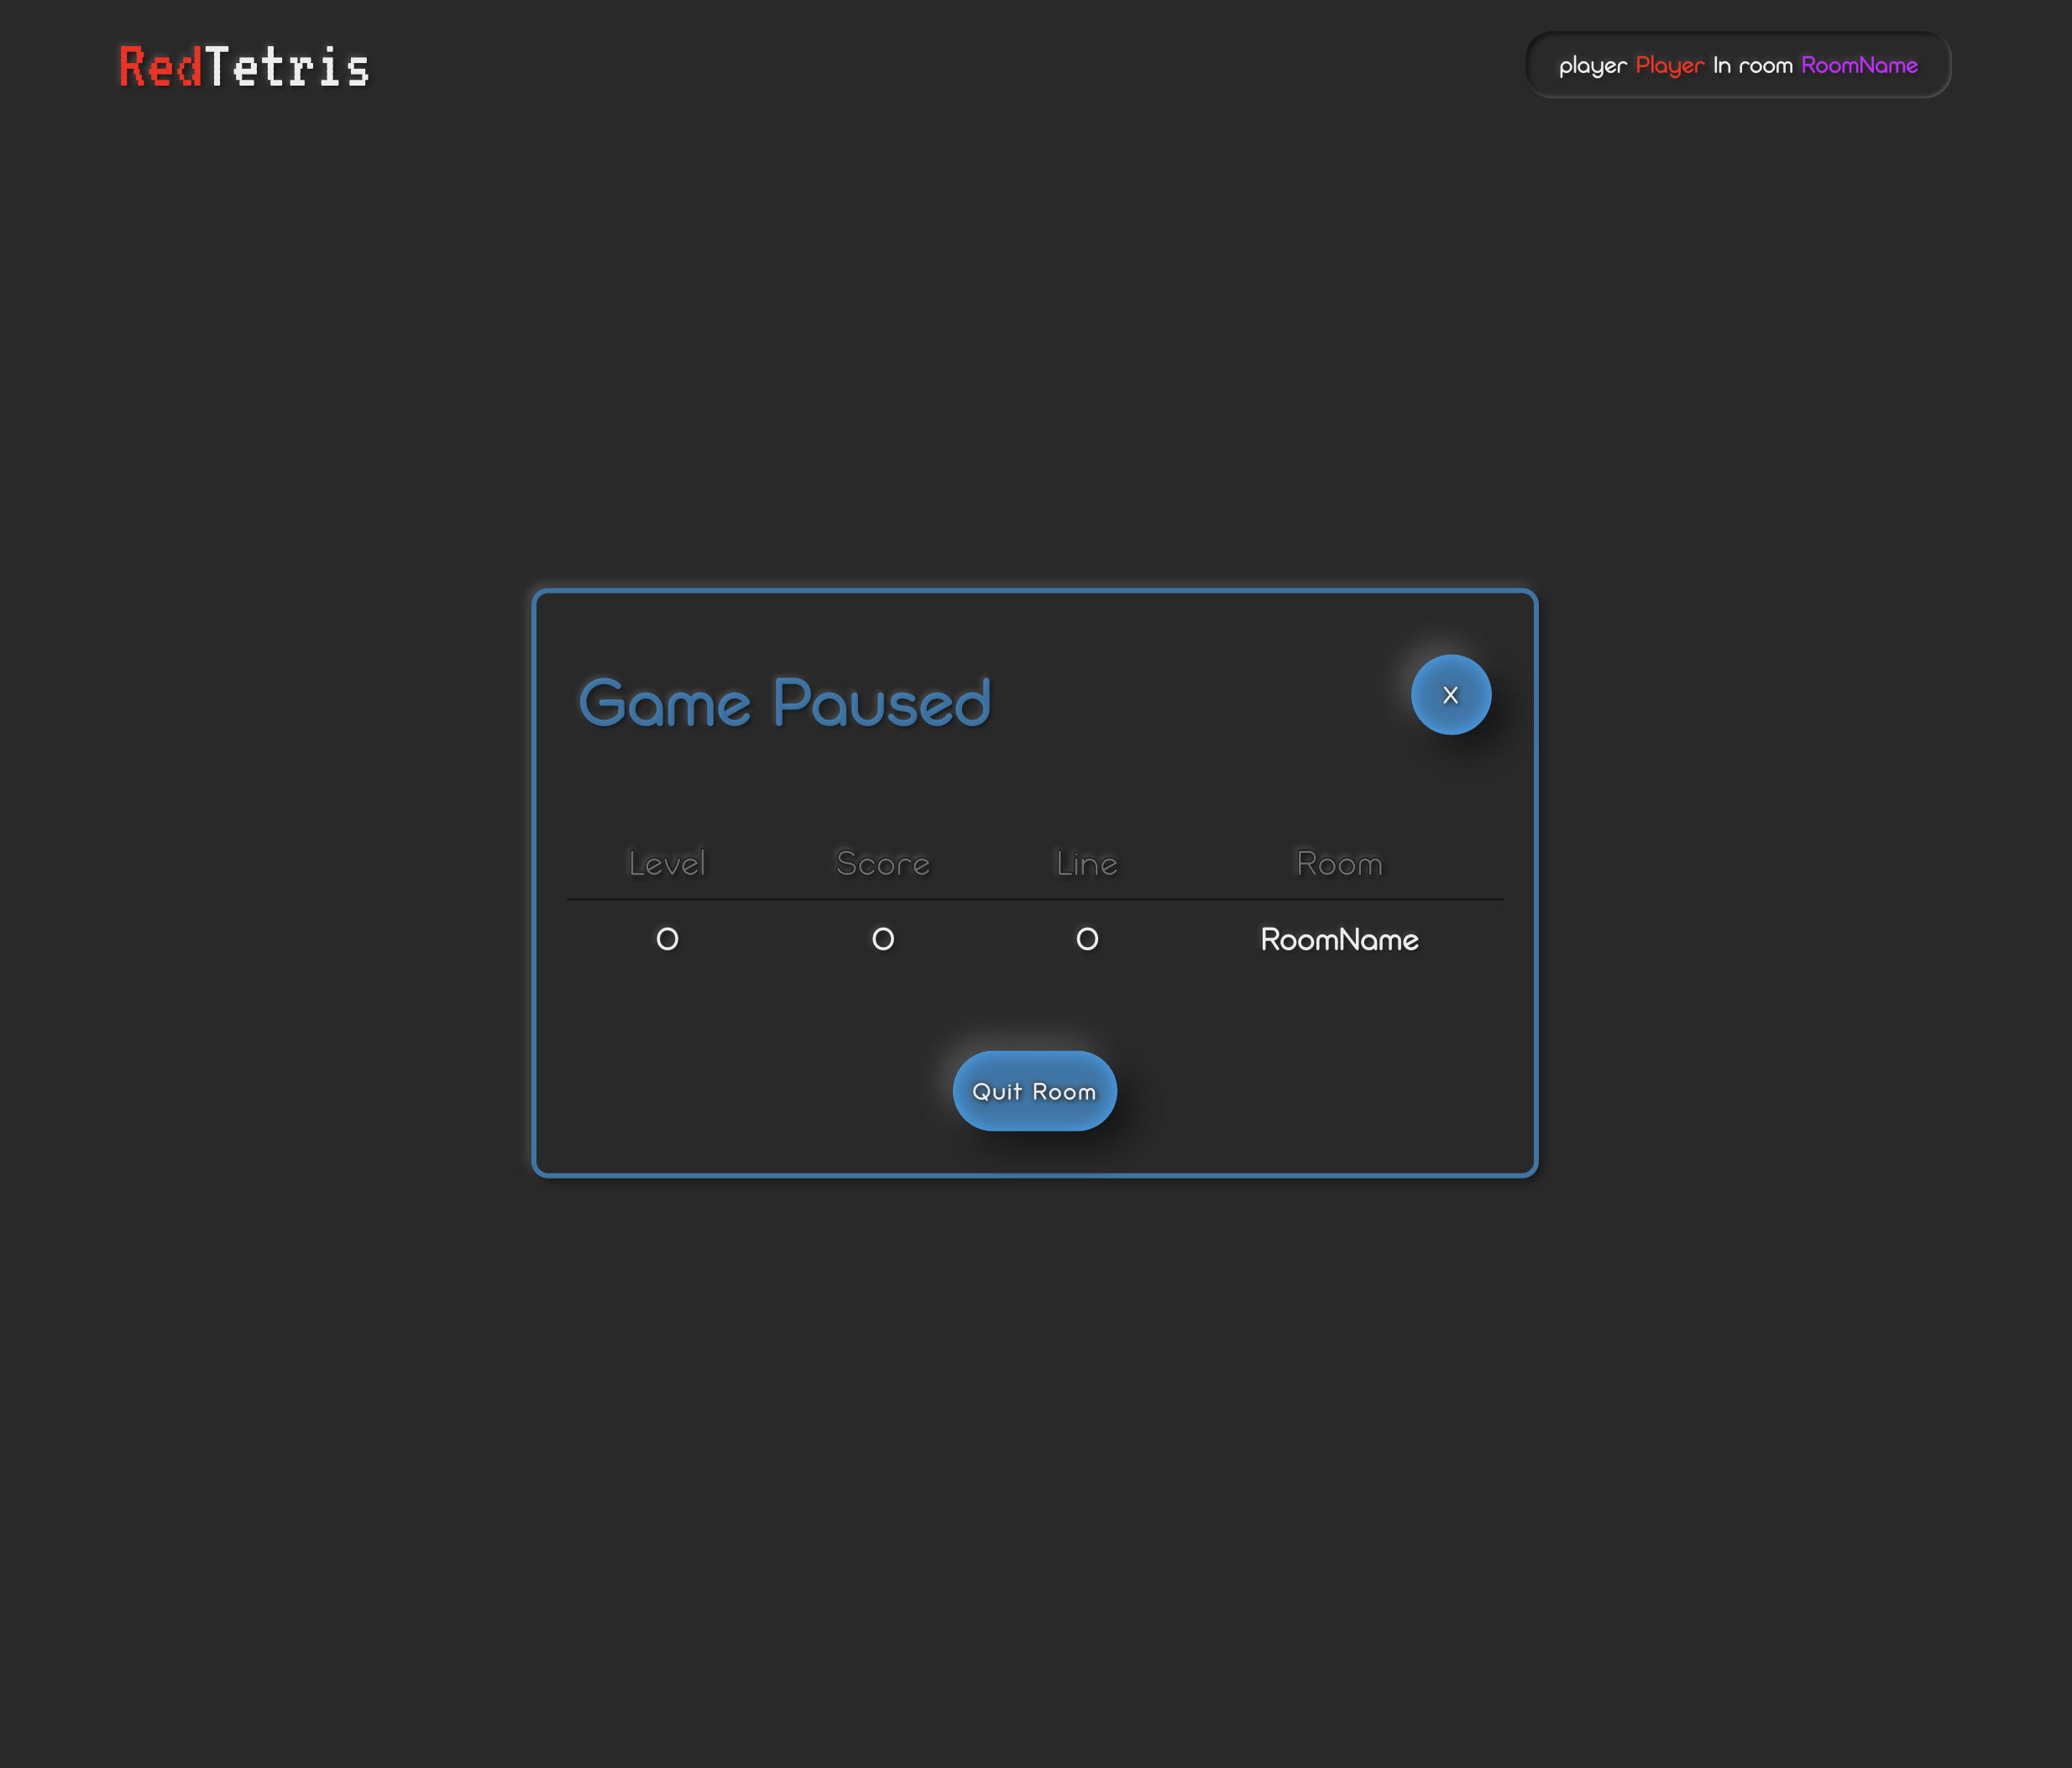 RedTetris
player Player In room RoomName
Game Paused
X
Level Score Line Room
0 0 0 RoomName
Quit Room